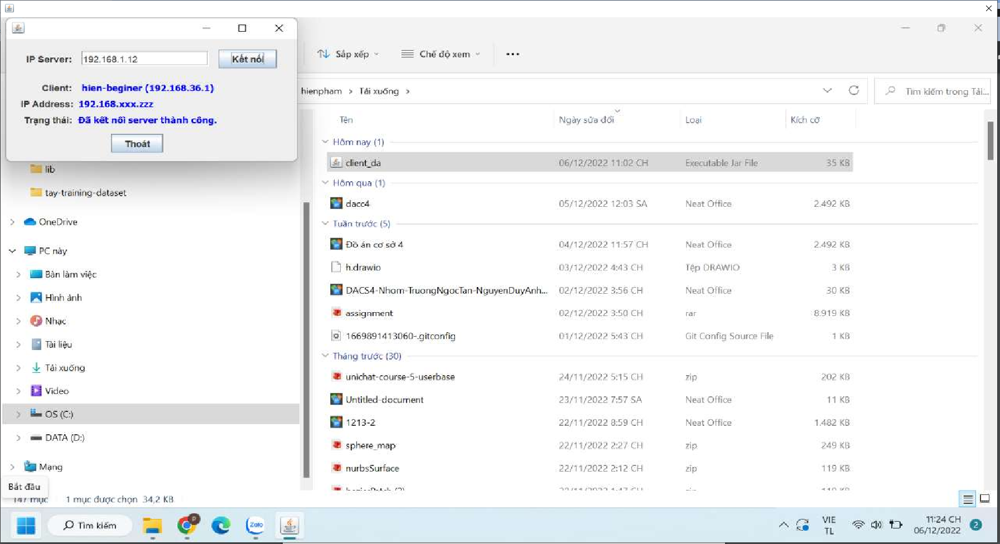 IP Server: 192.168.1.12 Kết nối
Client: hien-beginer (192.168.36.1)
IP Address: 192.168.xxx.zzz
Trạng thái: Đã kết nối server thành công.
Thoát
Sắp xếp Chế độ xem
hienpham > Tải xuống >
Tìm kiếm trong Tải...
lib
tay-training-dataset
OneDrive
PC này
Bàn làm việc
Hình ảnh
Nhạc
Tài liệu
Tải xuống
Video
OS (C:)
DATA (D:)
Mạng
Bắt đầu
Tên Ngày sửa đổi Loại Kích cỡ
Hôm nay (1)
client_da 06/12/2022 11:02 CH Executable Jar File 35 KB
Hôm qua (1)
dacc4 05/12/2022 12:03 SA Neat Office 2.492 KB
Tuần trước (5)
Đồ án cơ sở 4 04/12/2022 11:57 CH Neat Office 2.492 KB
h.drawio 03/12/2022 4:43 CH Tệp DRAWIO 3 KB
DACS4-Nhom-TruongNgocTan-NguyenDuyAnh... 02/12/2022 3:56 CH Neat Office 30 KB
assignment 02/12/2022 3:50 CH rar 8.919 KB
1669891413060-.gitconfig 01/12/2022 5:43 CH Git Config Source File 1 KB
Tháng trước (30)
unichat-course-5-userbase 24/11/2022 5:15 CH zip 202 KB
Untitled-document 23/11/2022 7:57 SA Neat Office 11 KB
1213-2 22/11/2022 8:59 CH Neat Office 1.482 KB
sphere_map 22/11/2022 2:27 CH zip 249 KB
nurbsSurface 22/11/2022 2:12 CH zip 119 KB
147 mục 1 mục được chọn 34,2 KB
Tìm kiếm
Zalo
P
VIE
TL
11:24 CH
06/12/2022
2